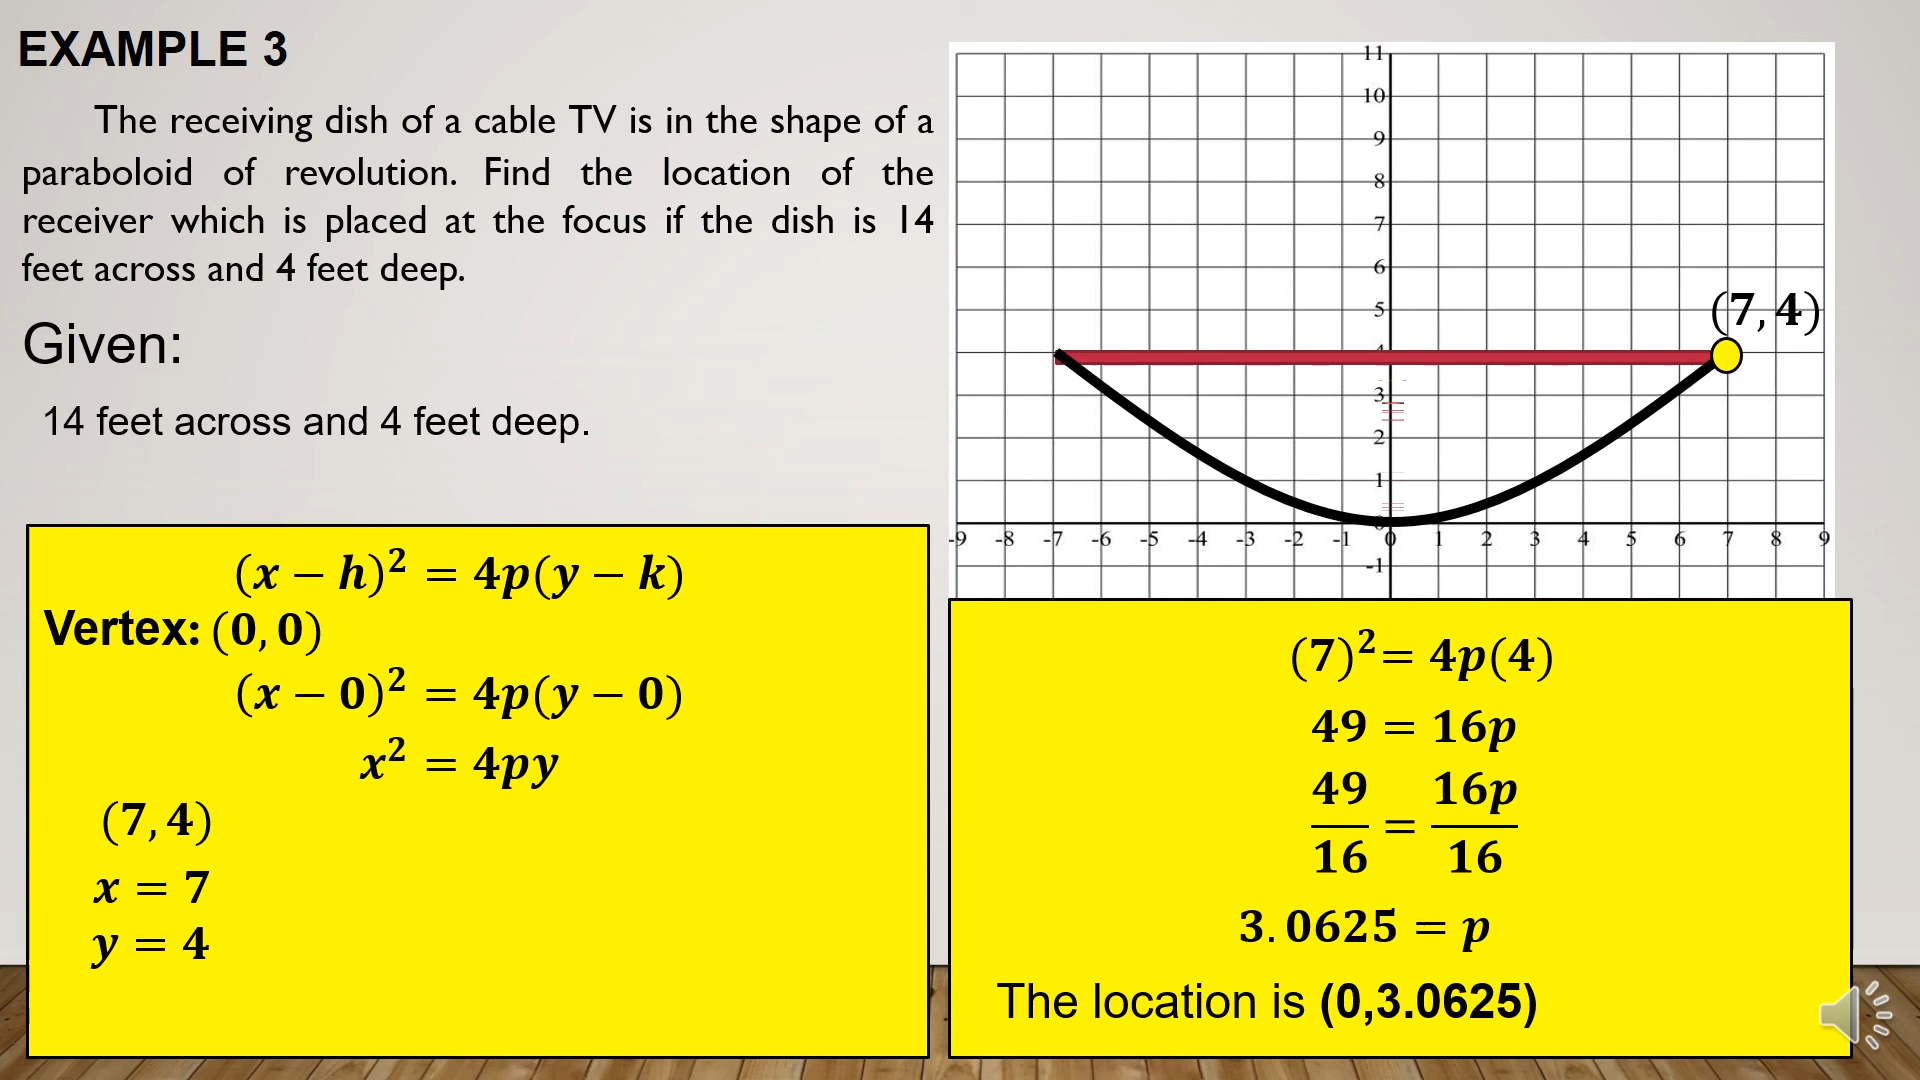 EXAMPLE 3
The receiving dish of a cable TV is in the shape of a
paraboloid of revolution. Find the location of the
receiver which is placed at the focus if the dish is 14
feet across and 4 feet deep.
Given:
14 feet across and 4 feet deep.
11
10
9
8
7
6
5
(7, 4)
4
3
2
1
0
-9 -8 -7 -6 -5 -4 -3 -2 -1 0 1 2 3 4 5 6 7 8 9
-1
(x − h)² = 4p(y − k)
Vertex: (0, 0)
(x − 0)² = 4p(y − 0)
x² = 4py
(7, 4)
x = 7
y = 4
(7)² = 4p(4)
49 = 16p
49/16 = 16p/16
3.0625 = p
The location is (0,3.0625)